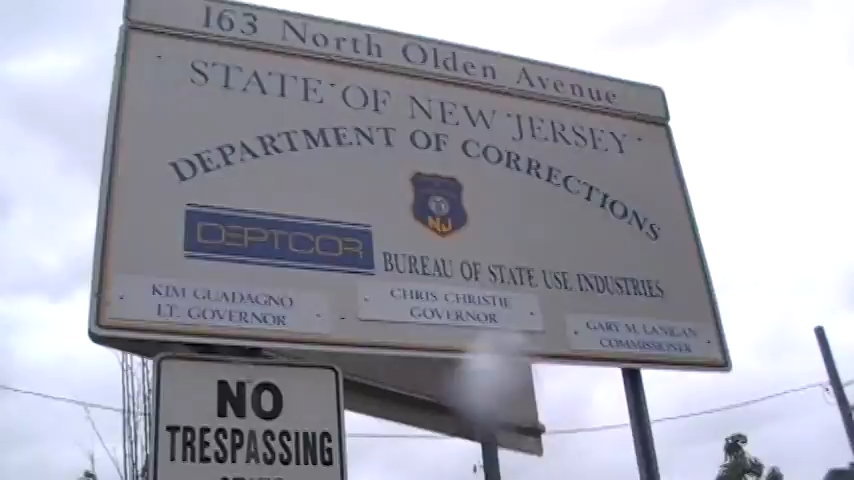 163 North Olden Avenue
STATE OF NEW JERSEY
DEPARTMENT OF CORRECTIONS
NJ
DEPTCOR
BUREAU OF STATE USE INDUSTRIES
KIM GUADAGNO
LT. GOVERNOR
CHRIS CHRISTIE
GOVERNOR
GARY M. LANIGAN
COMMISSIONER
NO
TRESPASSING